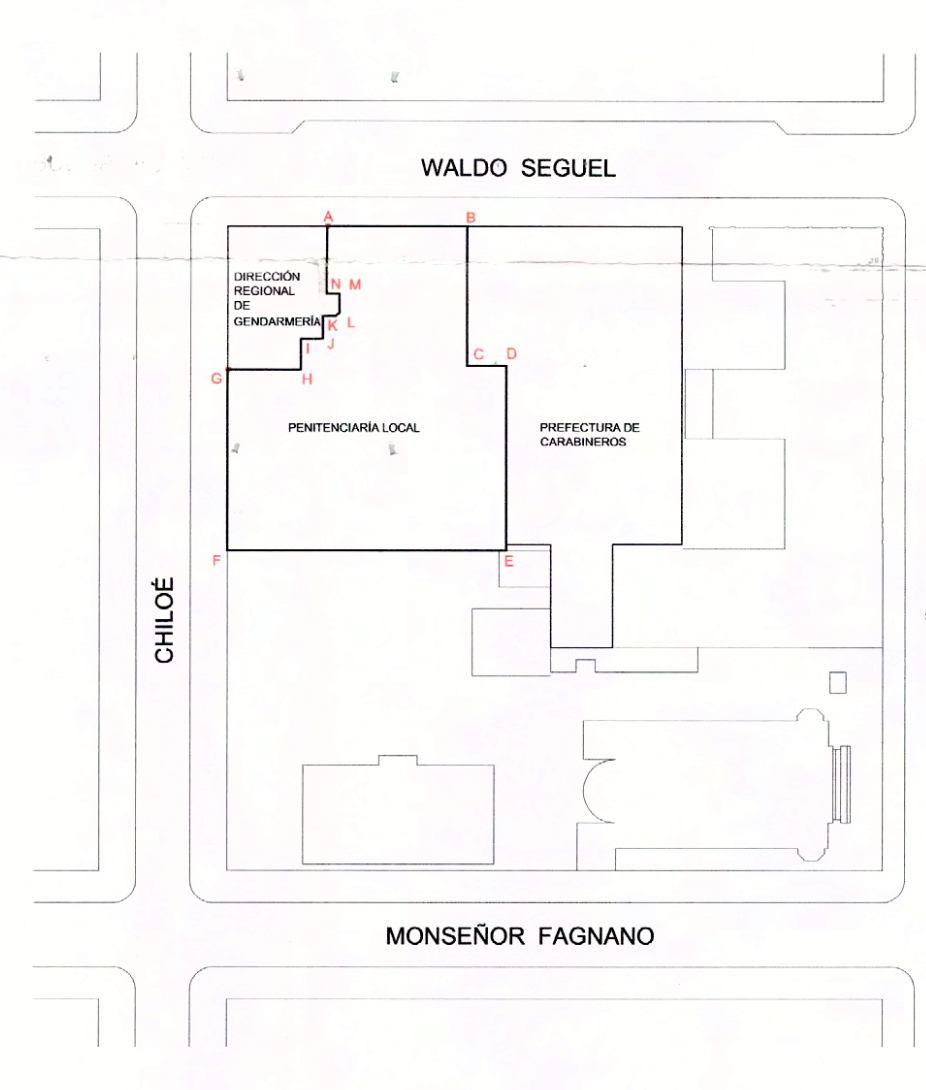 WALDO SEGUEL
A
B
DIRECCIÓN
REGIONAL
DE
GENDARMERÍA
N M
K L
I J
C D
G
H
PENITENCIARÍA LOCAL
PREFECTURA DE
CARABINEROS
F
E
CHILOÉ
MONSEÑOR FAGNANO